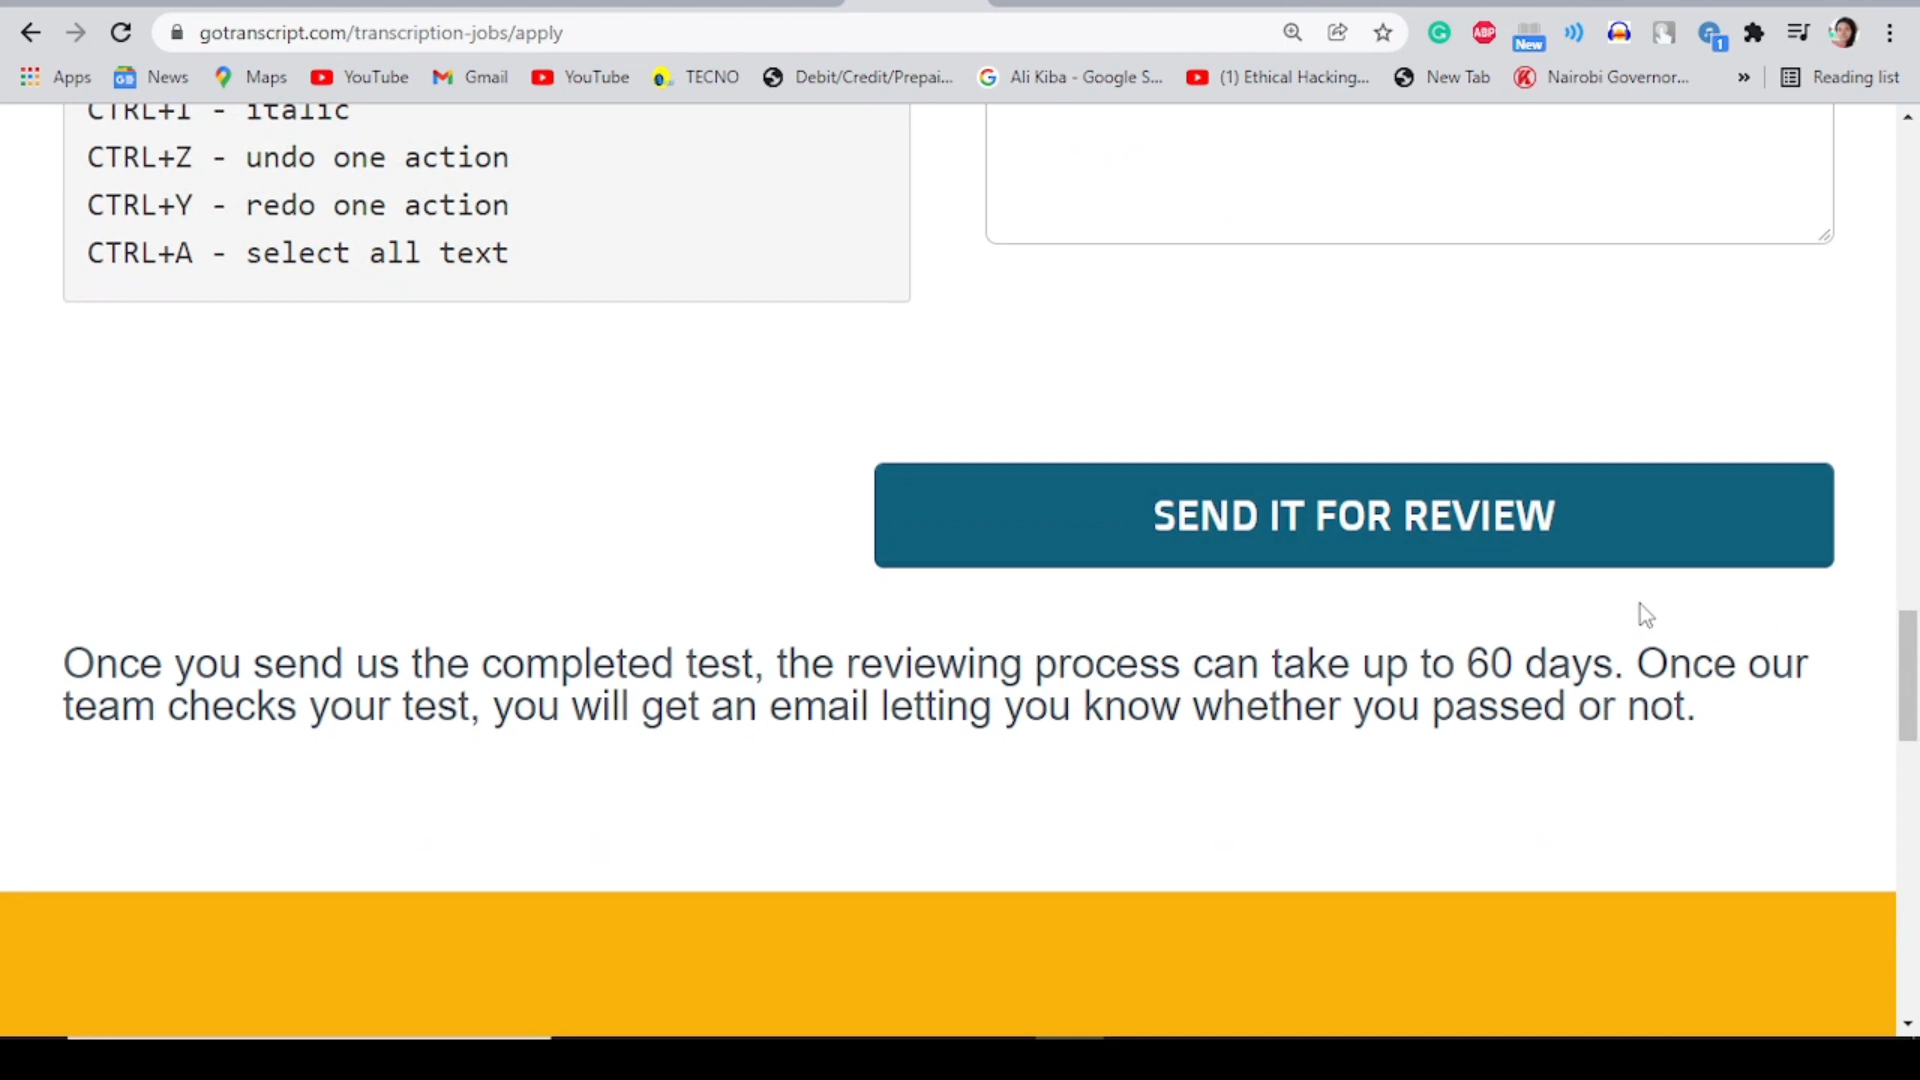 gotranscript.com/transcription-jobs/apply
ABP
New
1
Apps News Maps YouTube Gmail YouTube TECNO Debit/Credit/Prepai... Ali Kiba - Google S... (1) Ethical Hacking... New Tab Nairobi Governor... » Reading list
CTRL+I - italic
CTRL+Z - undo one action
CTRL+Y - redo one action
CTRL+A - select all text
SEND IT FOR REVIEW
Once you send us the completed test, the reviewing process can take up to 60 days. Once our
team checks your test, you will get an email letting you know whether you passed or not.